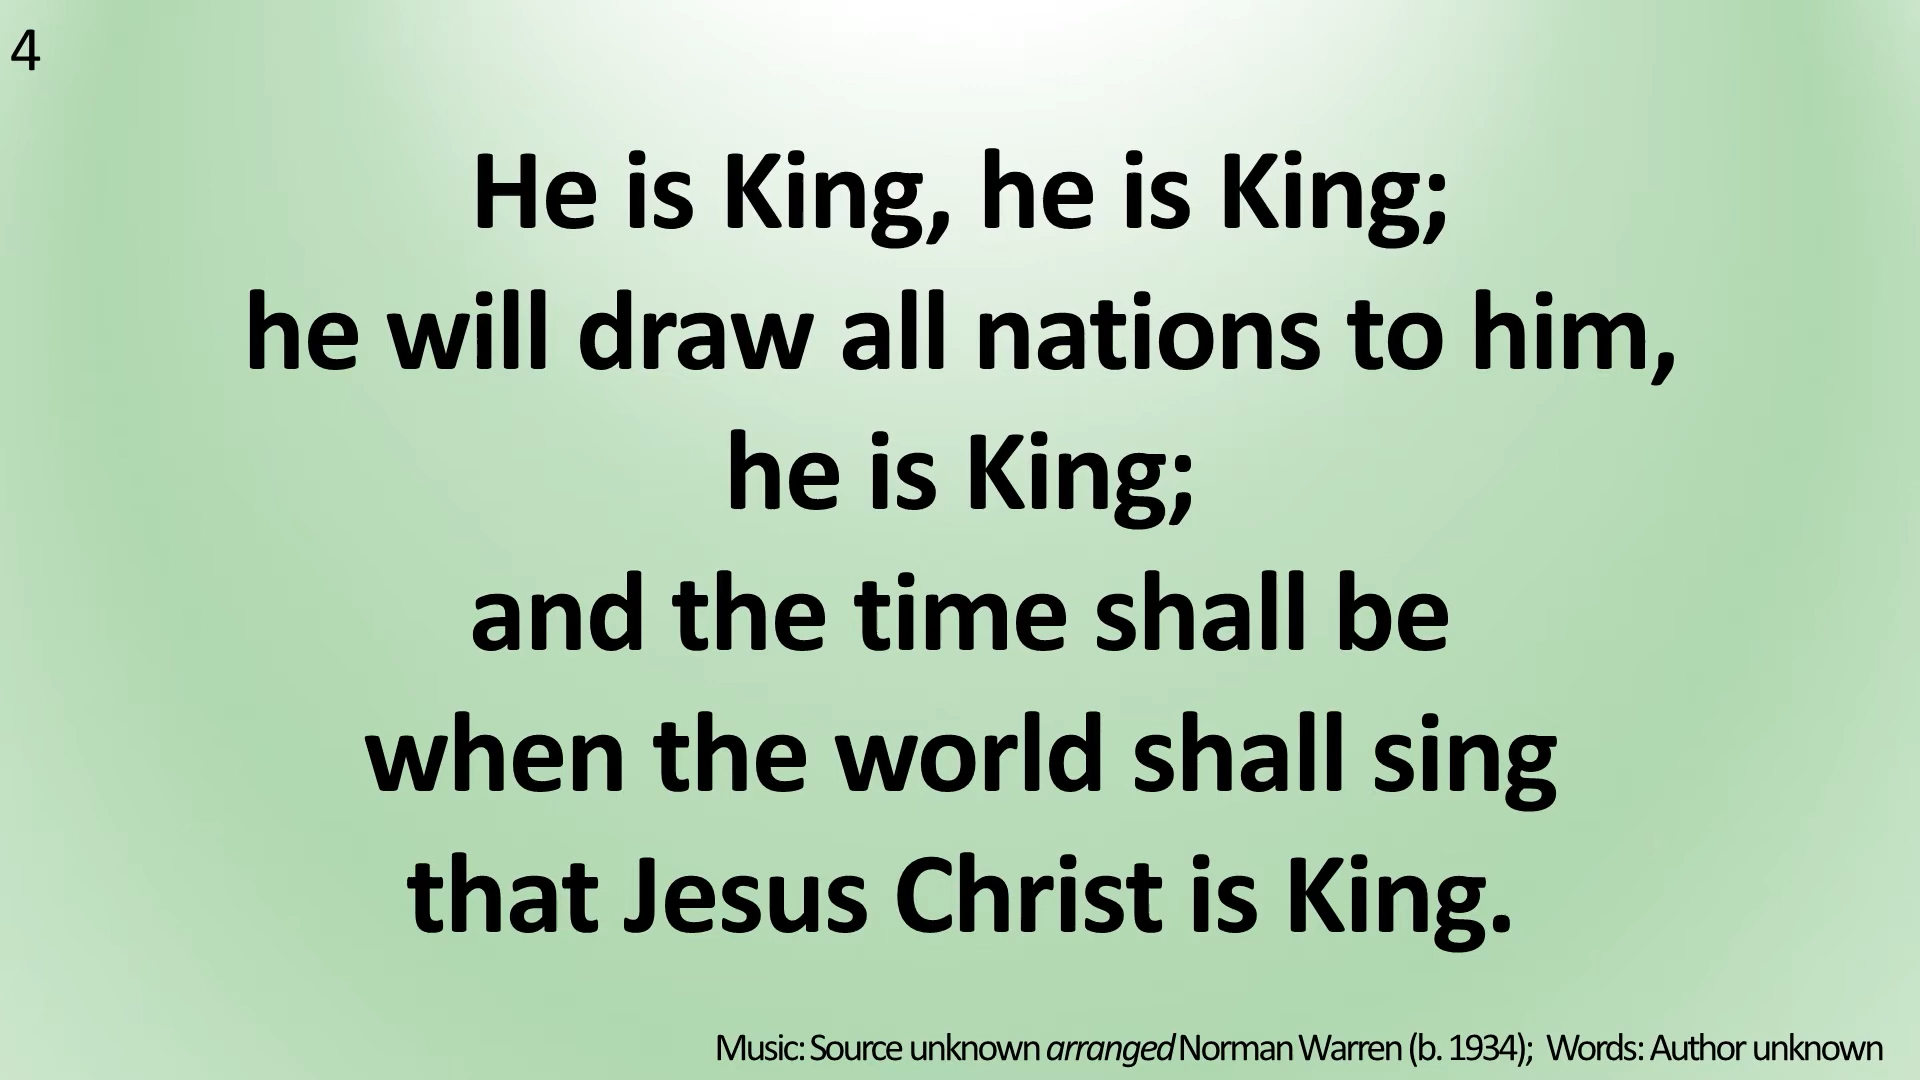 4
He is King, he is King;
he will draw all nations to him,
he is King;
and the time shall be
when the world shall sing
that Jesus Christ is King.
Music: Source unknown arranged Norman Warren (b. 1934);  Words: Author unknown